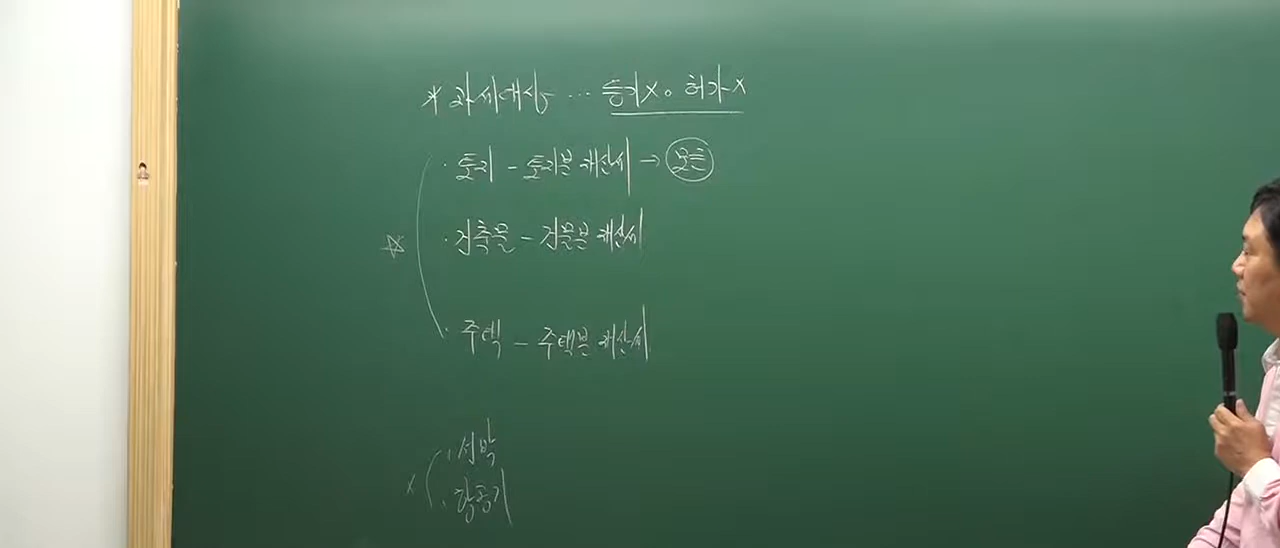 * 과세대상 ... 등기X。 허가X
· 토지 - 토지분 재산세 → 모든
☆ · 건축물 - 건물분 재산세
· 주택 - 주택분 재산세
· 선박
x · 항공기